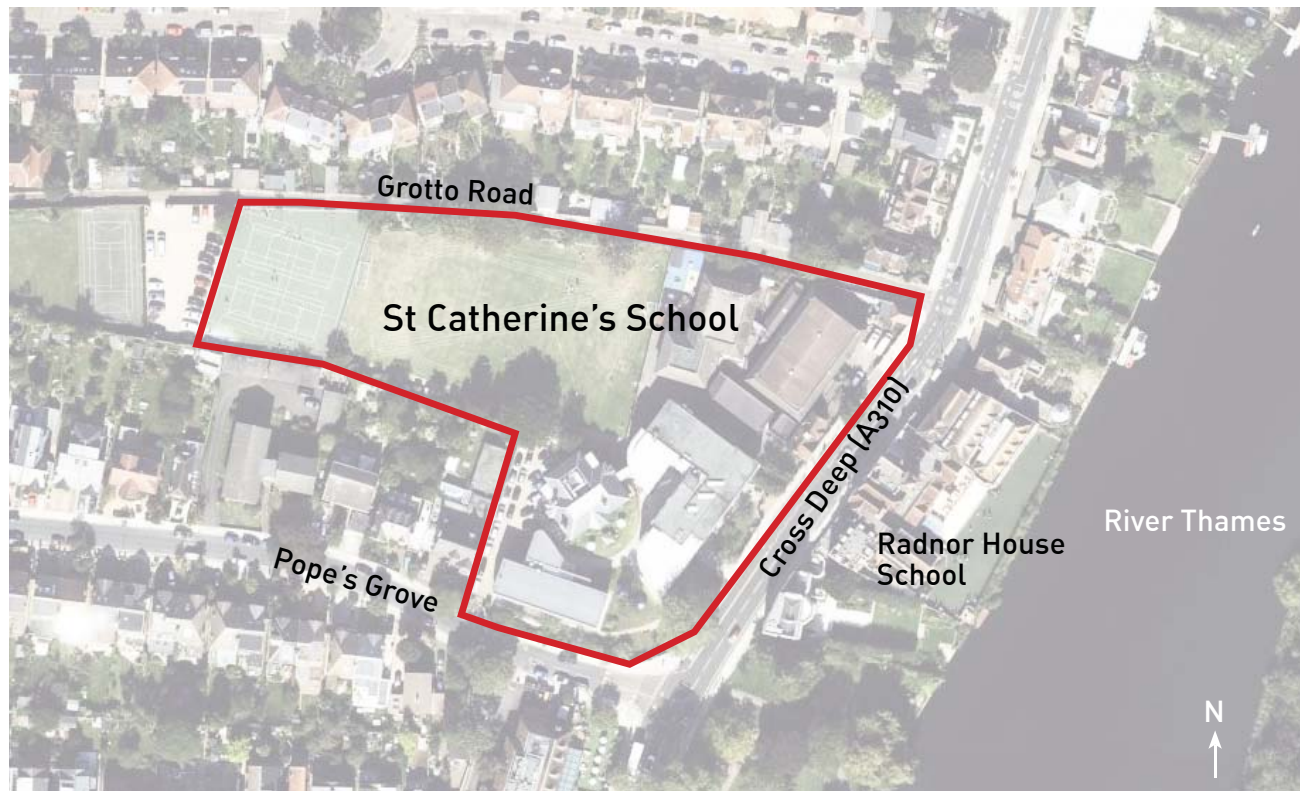 Grotto Road
St Catherine's School
Cross Deep (A310)
River Thames
Radnor House
School
Pope's Grove
N